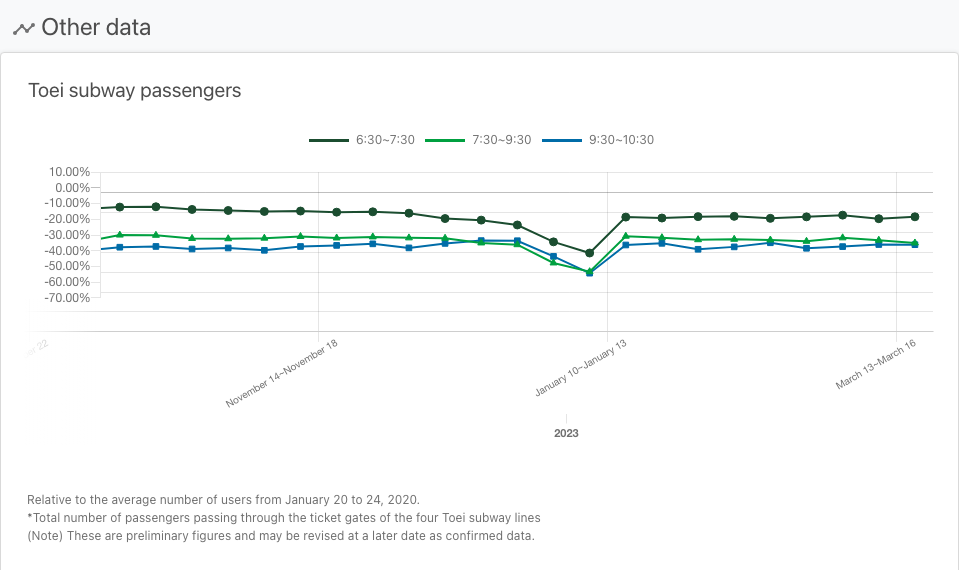 Other data
Toei subway passengers
6:30~7:30 7:30~9:30 9:30~10:30
10.00%
0.00%
-10.00%
-20.00%
-30.00%
-40.00%
-50.00%
-60.00%
-70.00%
22
November 14~November 18
January 10~January 13
March 13~March 16
2023
Relative to the average number of users from January 20 to 24, 2020.
*Total number of passengers passing through the ticket gates of the four Toei subway lines
(Note) These are preliminary figures and may be revised at a later date as confirmed data.